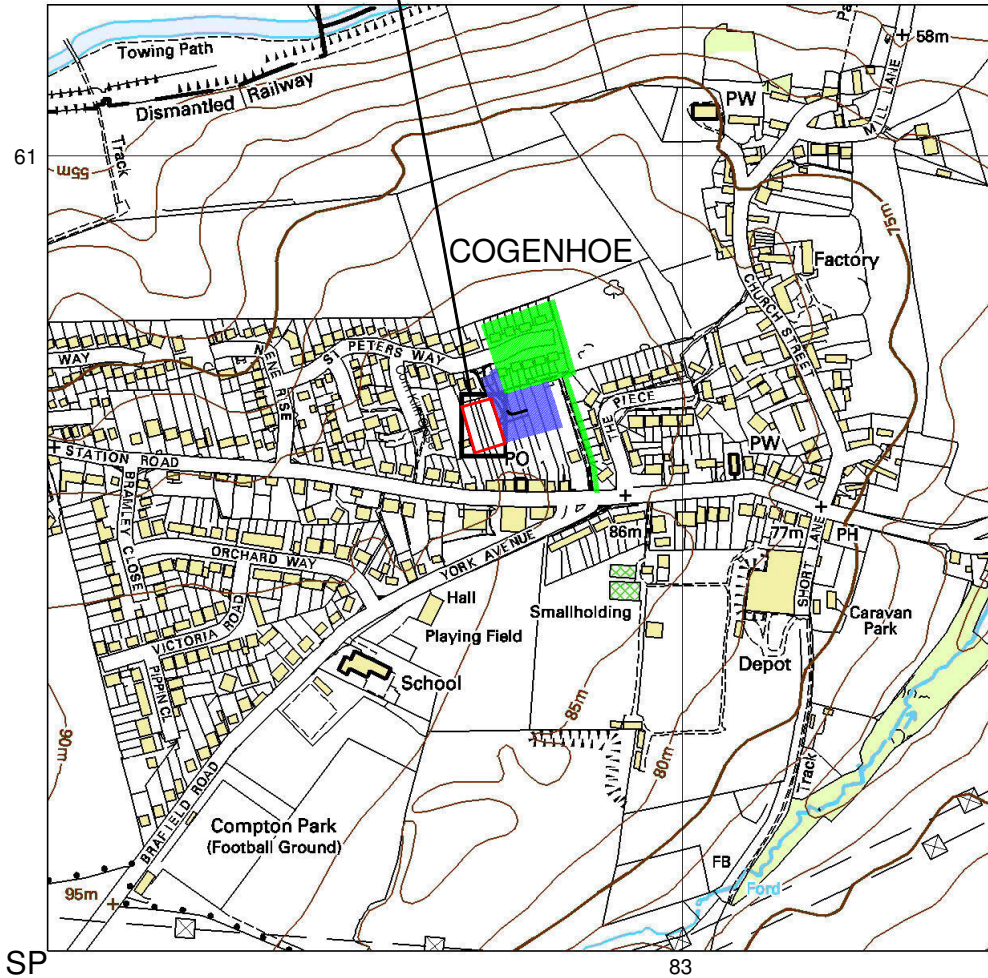 58m
Towing Path
Dismantled Railway
PW
MILL LANE
61
Track
55m
75m
COGENHOE
Factory
CHURCH STREET
WAY
NENE RISE
ST PETERS WAY
THE PIECE
PW
STATION ROAD
PO
BRAMLEY CLOSE
86m
77m
PH
YORK AVENUE
SHORT LANE
ORCHARD WAY
Hall
Smallholding
Caravan
Park
VICTORIA ROAD
Playing Field
PIPPIN CL
School
Depot
85m
90m
80m
Track
BRAFIELD ROAD
Compton Park
(Football Ground)
FB
95m
Ford
SP
83